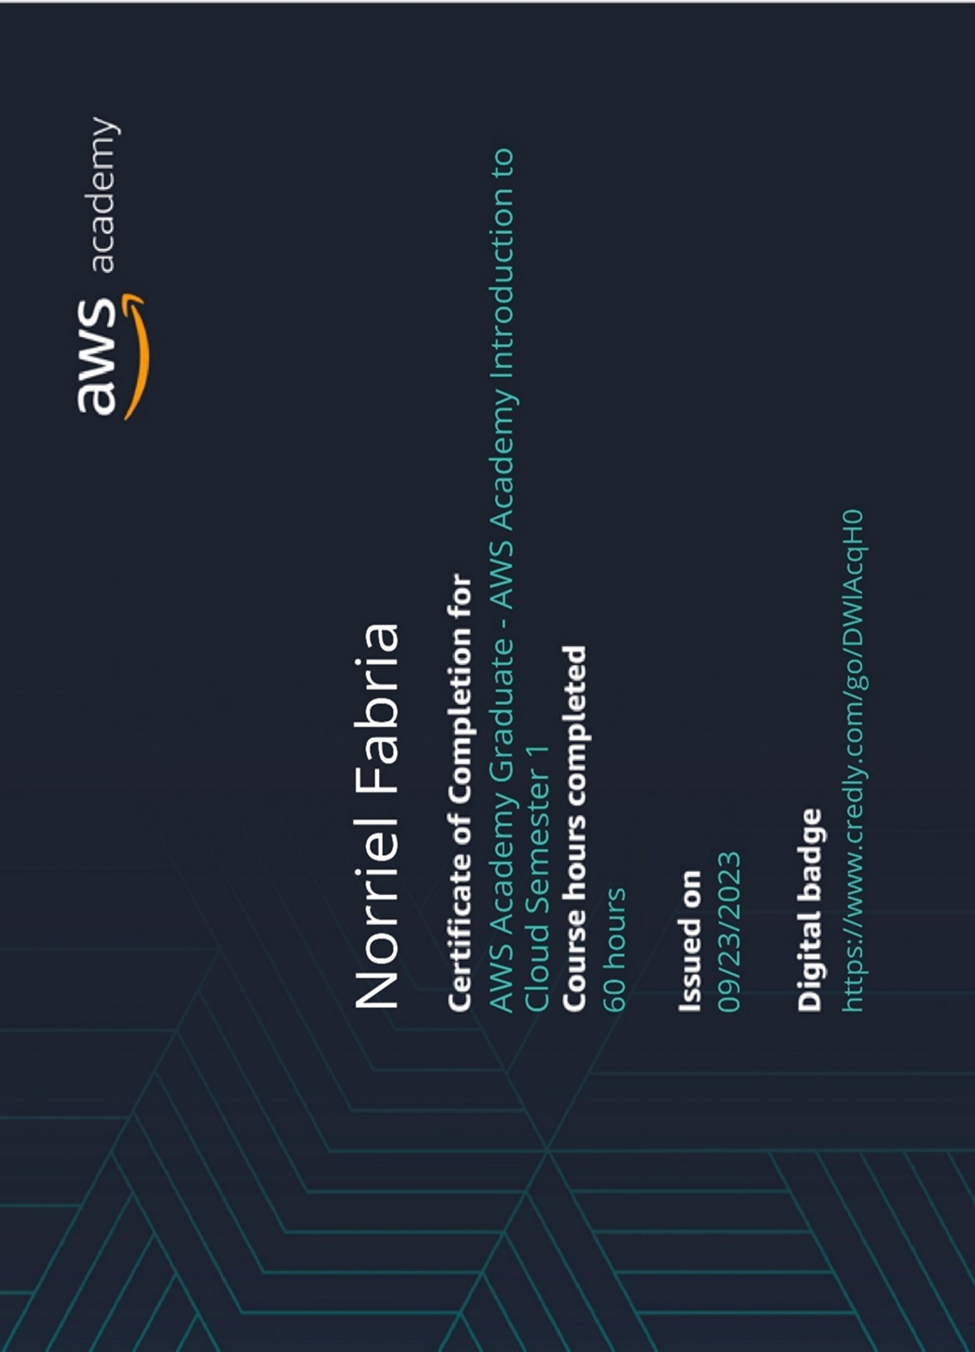 aws academy
Norriel Fabria
Certificate of Completion for
AWS Academy Graduate - AWS Academy Introduction to
Cloud Semester 1
Course hours completed
60 hours
Issued on
09/23/2023
Digital badge
https://www.credly.com/go/DWlAcqH0